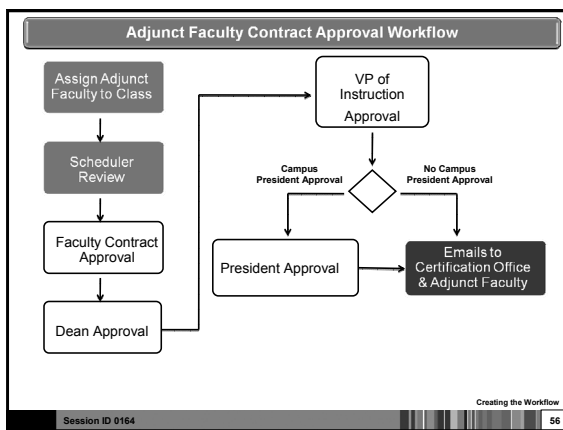 Adjunct Faculty Contract Approval Workflow
Assign Adjunct
Faculty to Class
Scheduler
Review
Faculty Contract
Approval
Dean Approval
VP of
Instruction
Approval
Campus
President Approval
No Campus
President Approval
President Approval
Emails to
Certification Office
& Adjunct Faculty
Creating the Workflow
Session ID 0164
56